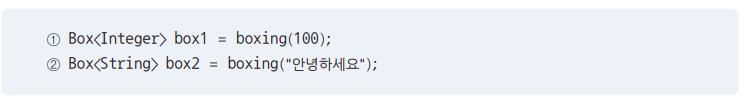 ① Box<Integer> box1 = boxing(100);
② Box<String> box2 = boxing("안녕하세요");